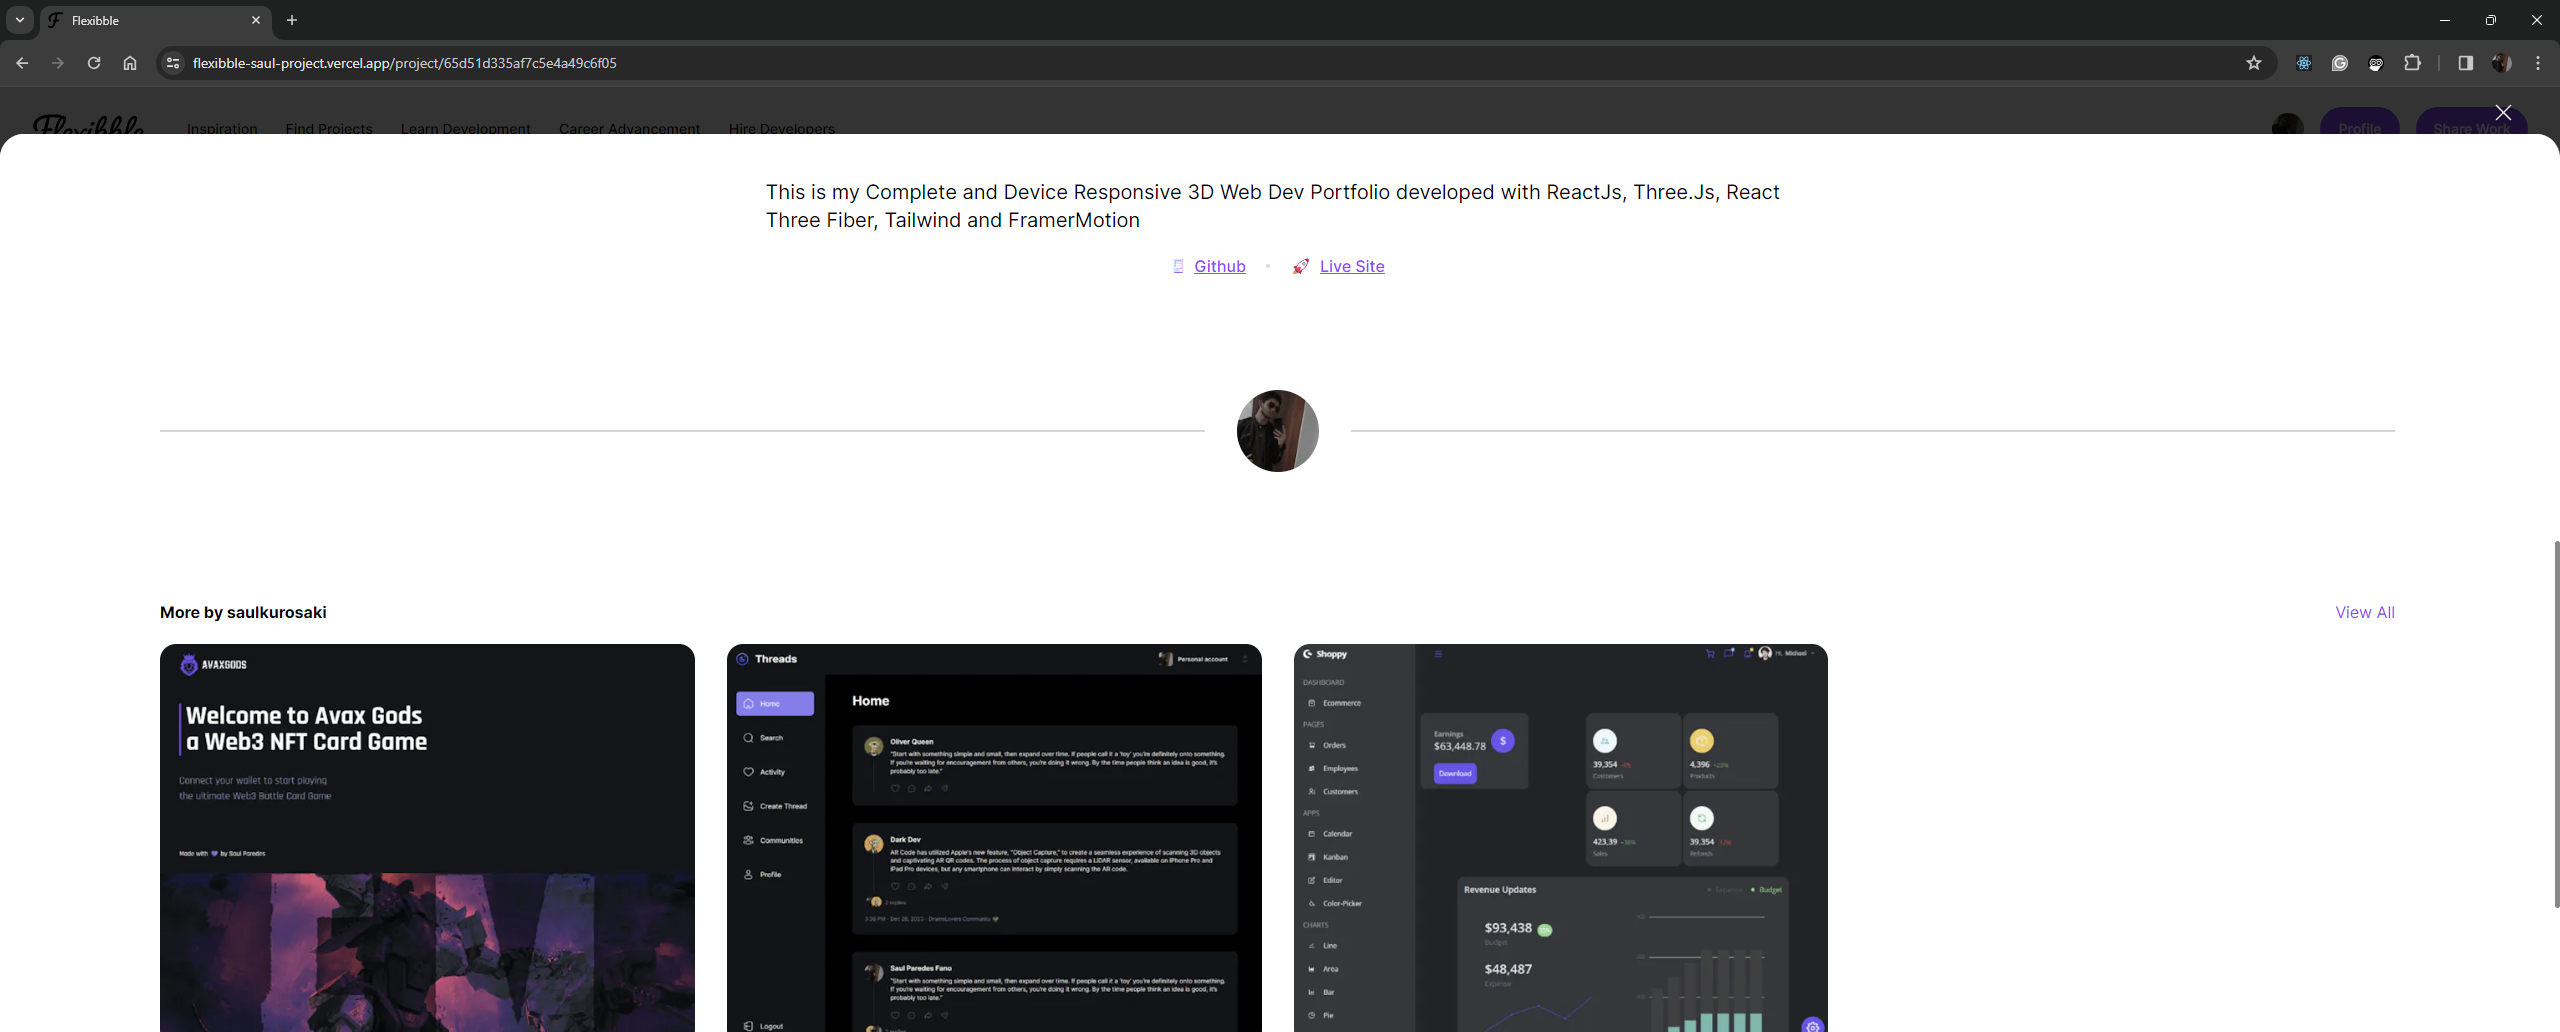 Flexibble
flexibble-saul-project.vercel.app/project/65d51d335af7c5e4a49c6f05
Flexibble
Inspiration
Find Projects
Learn Development
Career Advancement
Hire Developers
Profile
Share Work
This is my Complete and Device Responsive 3D Web Dev Portfolio developed with ReactJs, Three.Js, React
Three Fiber, Tailwind and FramerMotion
Github
Live Site
More by saulkurosaki
View All
AVAXGODS
Welcome to Avax Gods
a Web3 NFT Card Game
Connect your wallet to start playing
the ultimate Web3 Battle Card Game
Made with 💜 by Saul Paredes
Threads
Personal account
Home
Search
Activity
Create Thread
Communities
Profile
Logout
Home
Oliver Queen
"Start with something simple and small, then expand over time. If people call it a 'toy' you're definitely onto something.
If you're waiting for encouragement from others, you're doing it wrong. By the time people think an idea is good, it's
probably too late."
Dark Dev
AR Code has utilized Apple's new feature, "Object Capture," to create a seamless experience of scanning 3D objects
and captivating AR QR codes. The process of object capture requires a LiDAR sensor, available on iPhone Pro and
iPad Pro devices, but any smartphone can interact by simply scanning the AR code.
2 replies
3:38 PM - Dec 26, 2023 - DramaLovers Community
Saul Paredes Fano
"Start with something simple and small, then expand over time. If people call it a 'toy' you're definitely onto something.
If you're waiting for encouragement from others, you're doing it wrong. By the time people think an idea is good, it's
probably too late."
Shoppy
Hi, Michael
DASHBOARD
Ecommerce
PAGES
Orders
Employees
Customers
APPS
Calendar
Kanban
Editor
Color-Picker
CHARTS
Line
Area
Bar
Pie
Earnings
$63,448.78
$
Download
39,354 -4%
Customers
4,396 +23%
Products
423,39 +38%
Sales
39,354 -12%
Refunds
Revenue Updates
Expense
Budget
$93,438
Budget
$48,487
Expense